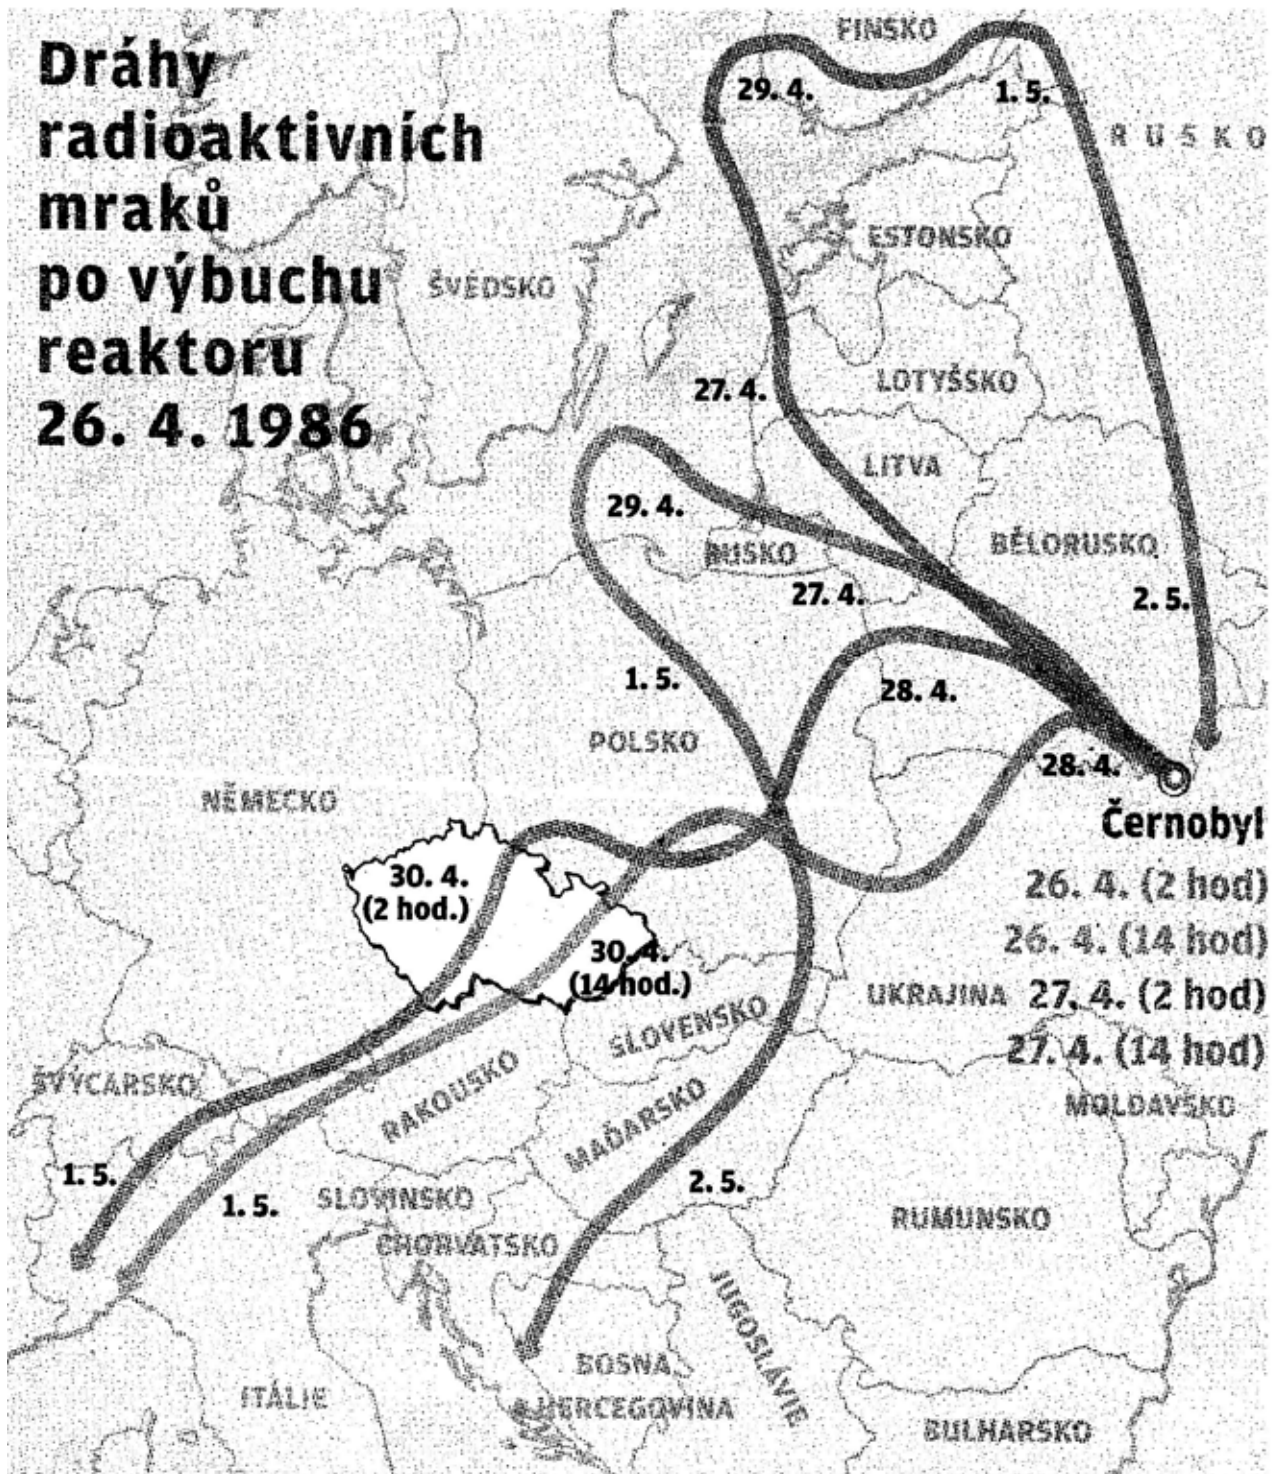 Dráhy
radioaktivních
mraků
po výbuchu
reaktoru
26. 4. 1986
FINSKO
29. 4.
1. 5.
RUSKO
ESTONSKO
ŠVÉDSKO
27. 4.
LOTYŠSKO
LITVA
29. 4.
RUSKO
BĚLORUSKO
27. 4.
2. 5.
1. 5.
28. 4.
POLSKO
28. 4.
NĚMECKO
Černobyl
30. 4.
(2 hod.)
26. 4. (2 hod)
26. 4. (14 hod)
30. 4.
(14 hod.)
UKRAJINA
27. 4. (2 hod)
27. 4. (14 hod)
SLOVENSKO
ŠVÝCARSKO
RAKOUSKO
MAĎARSKO
MOLDAVSKO
1. 5.
1. 5.
SLOVINSKO
2. 5.
RUMUNSKO
CHORVATSKO
JUGOSLÁVIE
BOSNA
A HERCEGOVINA
ITÁLIE
BULHARSKO